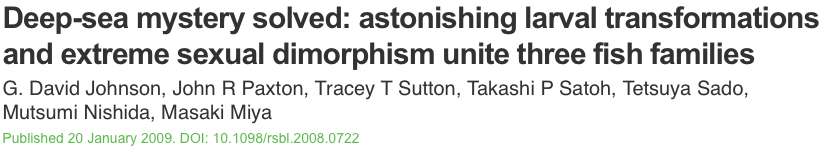 Deep-sea mystery solved: astonishing larval transformations
and extreme sexual dimorphism unite three fish families
G. David Johnson, John R Paxton, Tracey T Sutton, Takashi P Satoh, Tetsuya Sado,
Mutsumi Nishida, Masaki Miya
Published 20 January 2009. DOI: 10.1098/rsbl.2008.0722